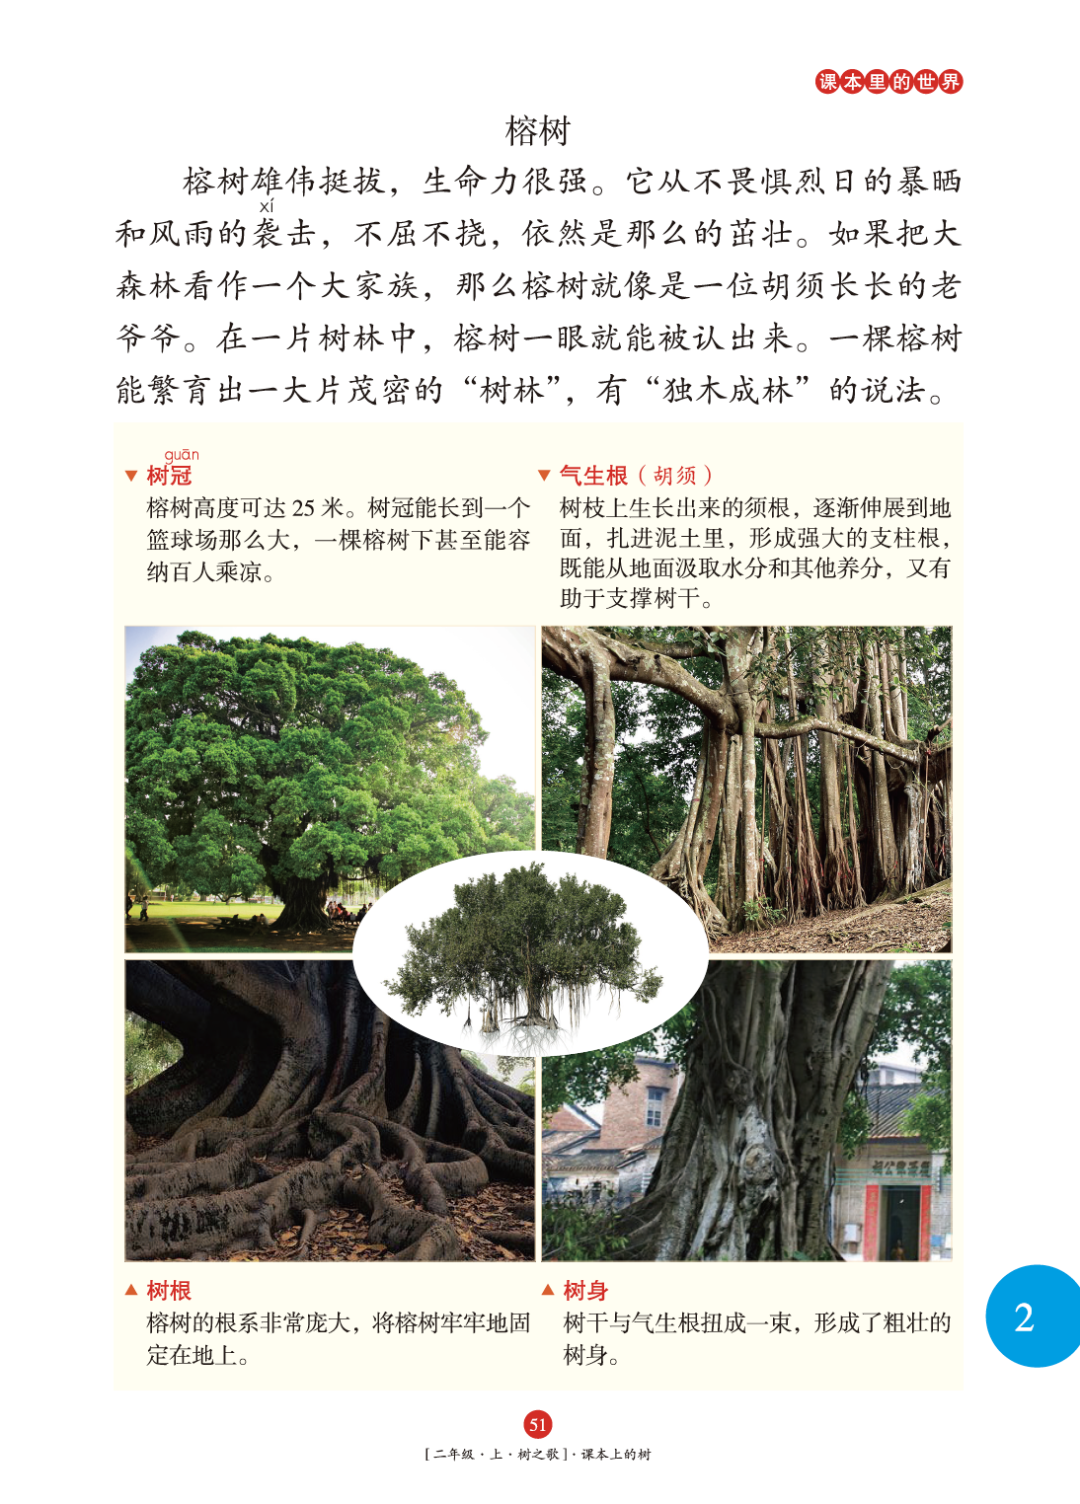 课本里的世界
榕树
榕树雄伟挺拔，生命力很强。它从不畏惧烈日的暴晒
xí
和风雨的袭击，不屈不挠，依然是那么的茁壮。如果把大
森林看作一个大家族，那么榕树就像是一位胡须长长的老
爷爷。在一片树林中，榕树一眼就能被认出来。一棵榕树
能繁育出一大片茂密的“树林”，有“独木成林”的说法。
guān
▼ 树冠
榕树高度可达 25 米。树冠能长到一个
篮球场那么大，一棵榕树下甚至能容
纳百人乘凉。
▼ 气生根（胡须）
树枝上生长出来的须根，逐渐伸展到地
面，扎进泥土里，形成强大的支柱根，
既能从地面汲取水分和其他养分，又有
助于支撑树干。
▲ 树根
榕树的根系非常庞大，将榕树牢牢地固
定在地上。
▲ 树身
树干与气生根扭成一束，形成了粗壮的
树身。
2
51
［二年级·上·树之歌］·课本上的树